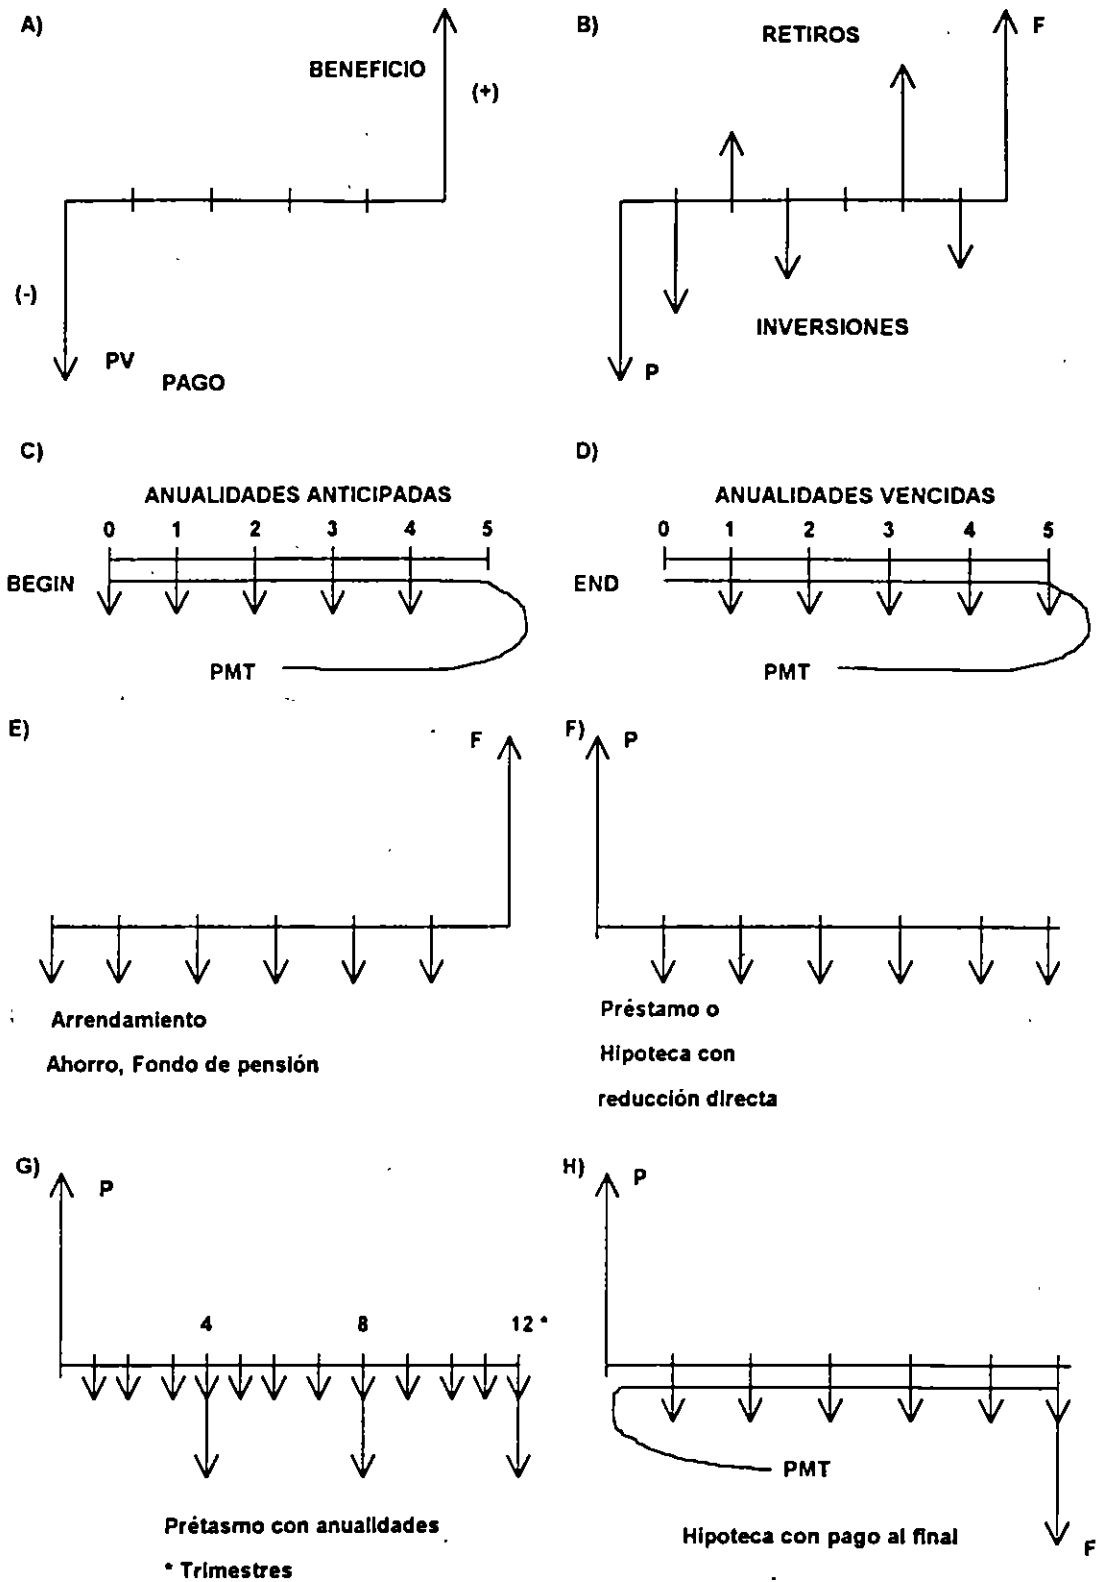 A)
BENEFICIO
(+)
(-)
PV
PAGO
B)
RETIROS
F
INVERSIONES
P
C)
ANUALIDADES ANTICIPADAS
0 1 2 3 4 5
BEGIN
PMT
D)
ANUALIDADES VENCIDAS
0 1 2 3 4 5
END
PMT
E)
F
Arrendamiento
Ahorro, Fondo de pensión
F)
P
Préstamo o
Hipoteca con
reducción directa
G)
P
4 8 12 *
Prétasmo con anualidades
* Trimestres
H)
P
PMT
Hipoteca con pago al final
F